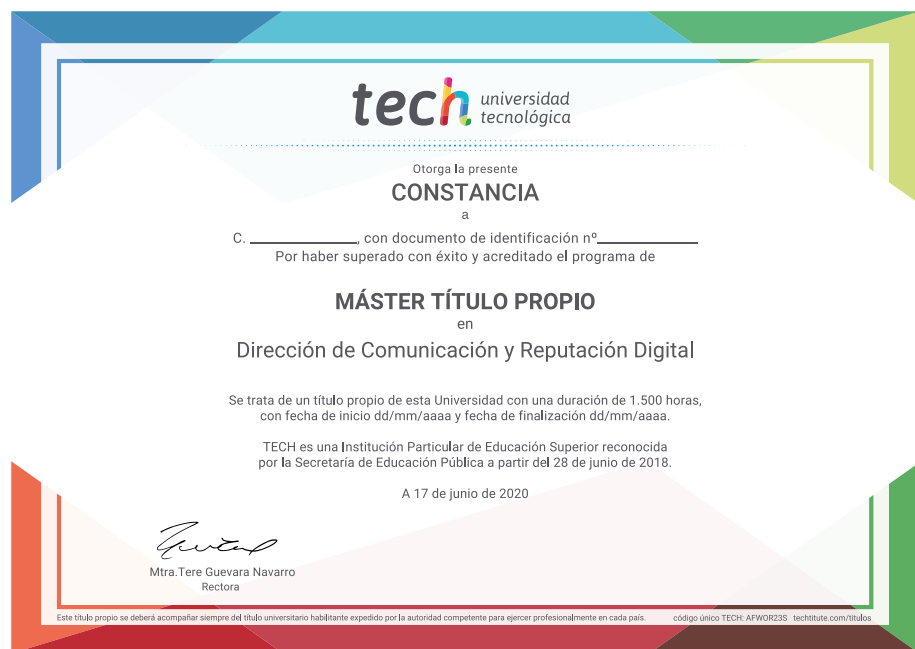 tech universidad
tecnológica
Otorga la presente
CONSTANCIA
a
C. ____________, con documento de identificación nº____________
Por haber superado con éxito y acreditado el programa de
MÁSTER TÍTULO PROPIO
en
Dirección de Comunicación y Reputación Digital
Se trata de un título propio de esta Universidad con una duración de 1.500 horas,
con fecha de inicio dd/mm/aaaa y fecha de finalización dd/mm/aaaa.
TECH es una Institución Particular de Educación Superior reconocida
por la Secretaría de Educación Pública a partir del 28 de junio de 2018.
A 17 de junio de 2020
Mtra.Tere Guevara Navarro
Rectora
Este título propio se deberá acompañar siempre del título universitario habilitante expedido por la autoridad competente para ejercer profesionalmente en cada país. código único TECH: AFWOR23S techtitute.com/titulos